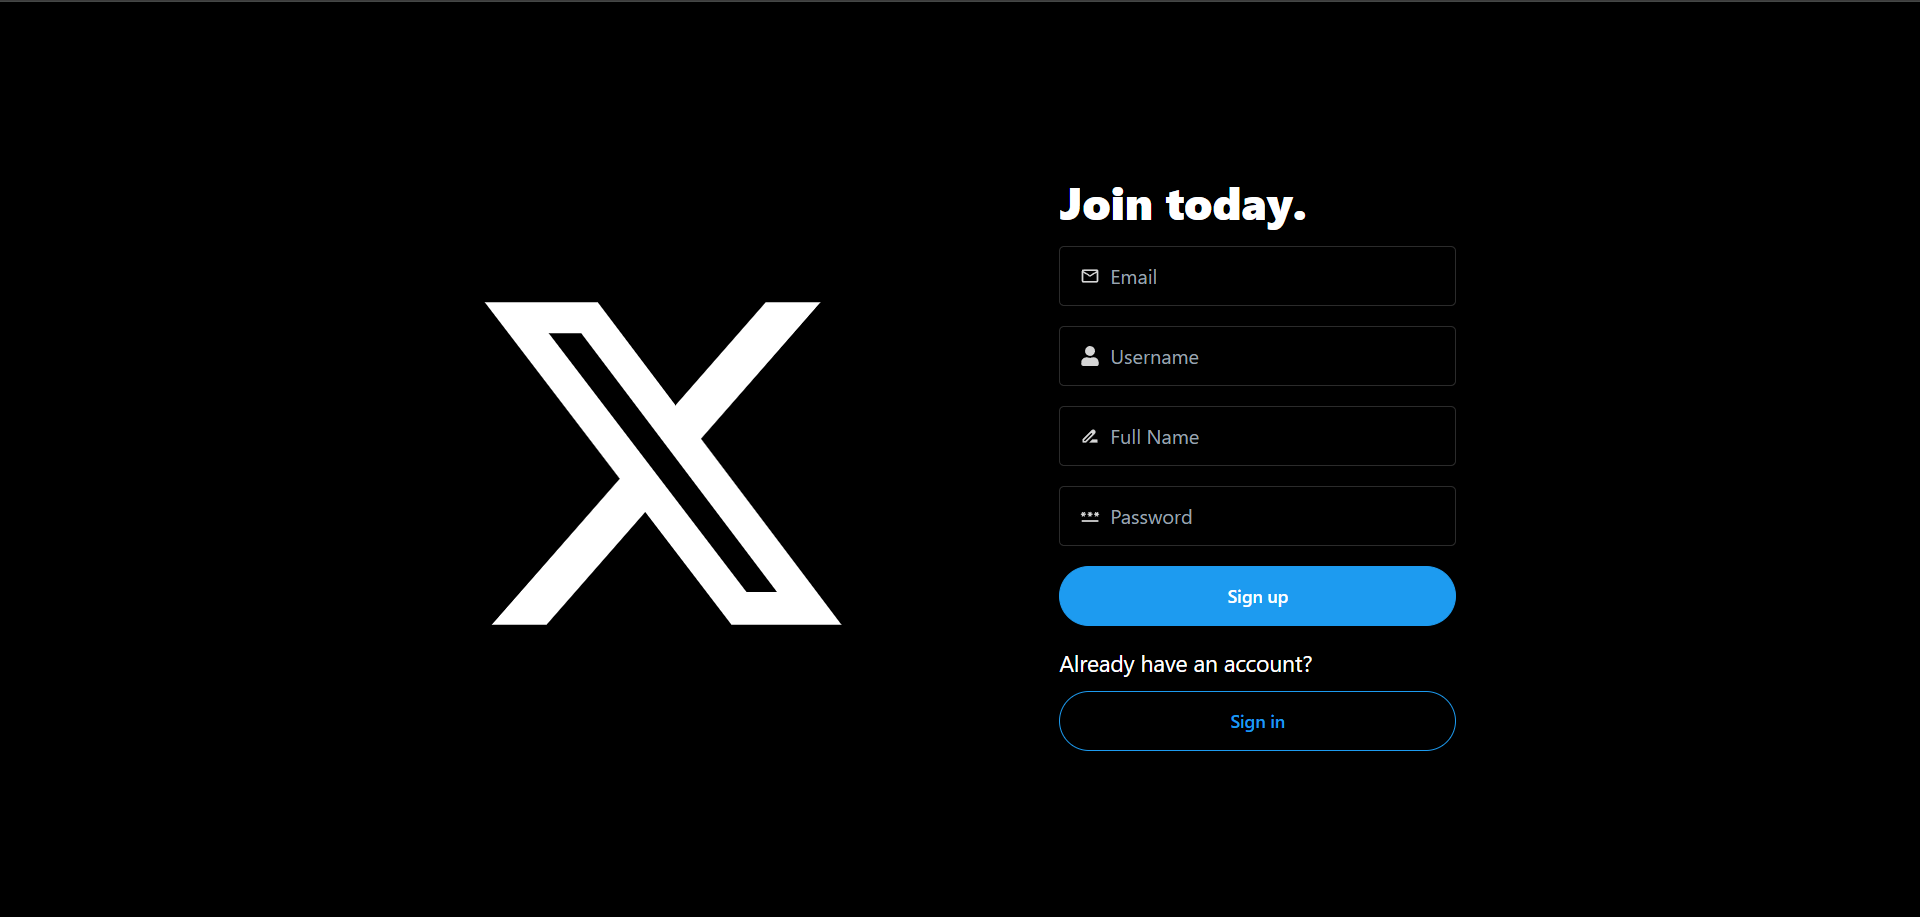 Join today.
Email
Username
Full Name
Password
Sign up
Already have an account?
Sign in